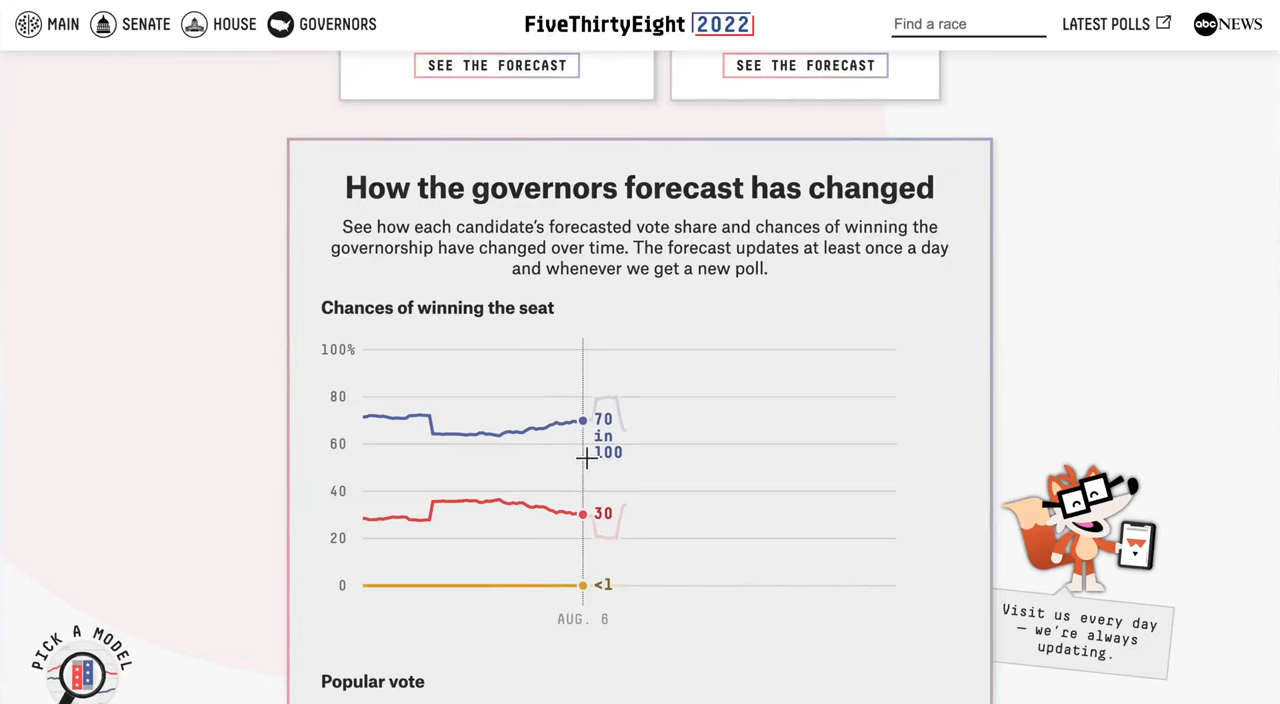 MAIN SENATE HOUSE GOVERNORS FiveThirtyEight 2022 Find a race LATEST POLLS abc NEWS
SEE THE FORECAST SEE THE FORECAST
How the governors forecast has changed
See how each candidate's forecasted vote share and chances of winning the
governorship have changed over time. The forecast updates at least once a day
and whenever we get a new poll.
Chances of winning the seat
100%
80
70
in
60
100
40
30
20
0
<1
AUG. 6
Visit us every day
— we're always
updating.
PICK A MODEL
Popular vote